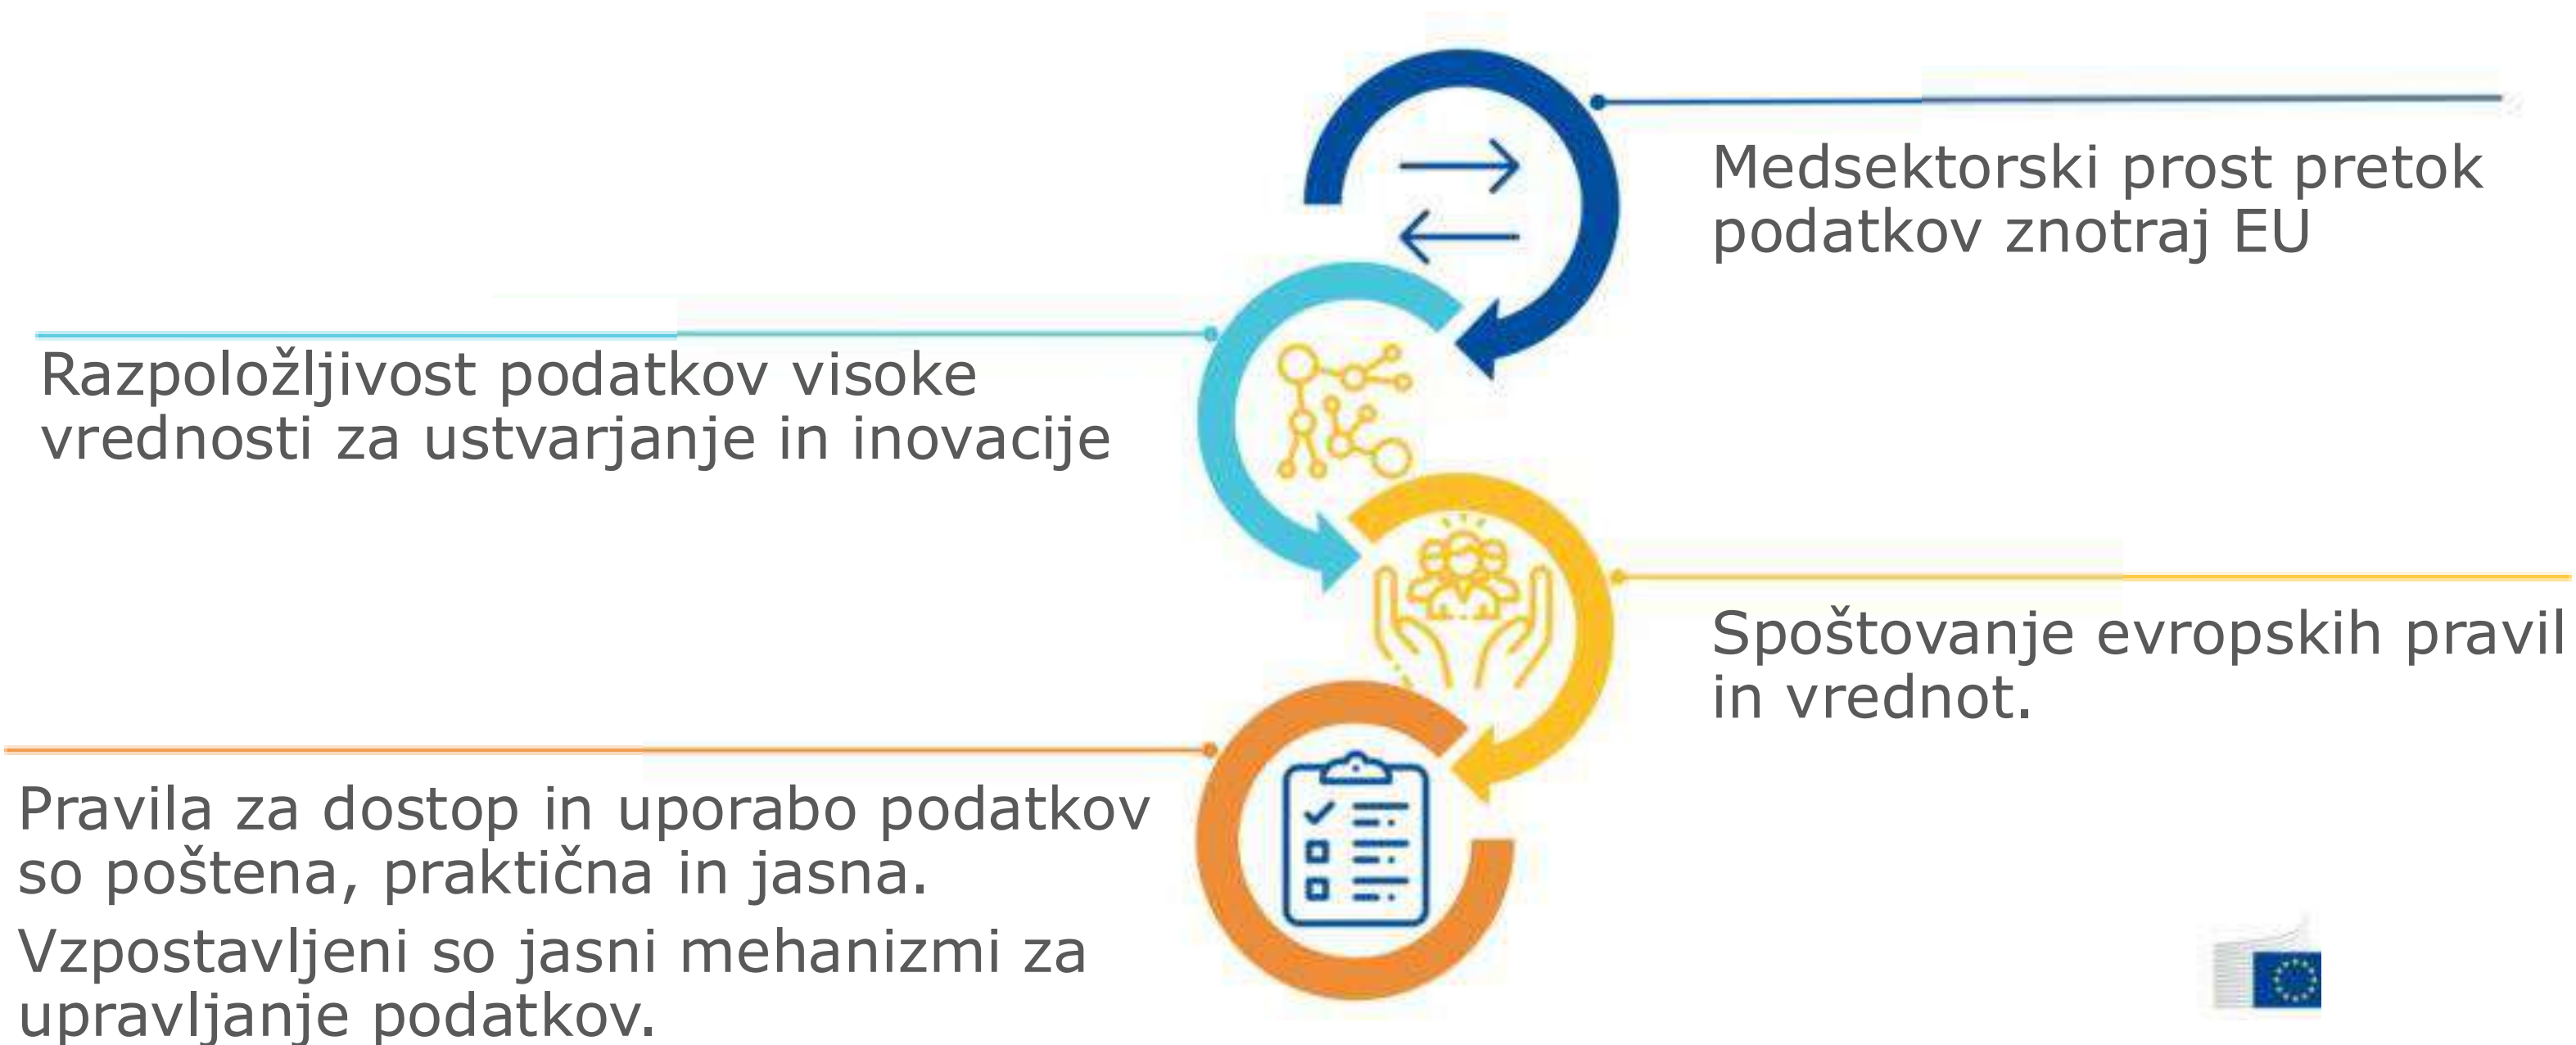 Medsektorski prost pretok
podatkov znotraj EU
Razpoložljivost podatkov visoke
vrednosti za ustvarjanje in inovacije
Spoštovanje evropskih pravil
in vrednot.
Pravila za dostop in uporabo podatkov
so poštena, praktična in jasna.
Vzpostavljeni so jasni mehanizmi za
upravljanje podatkov.